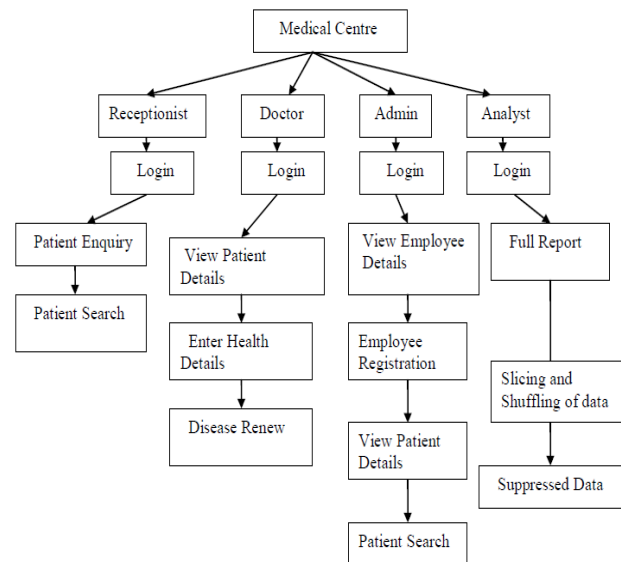 Medical Centre
Receptionist
Doctor
Admin
Analyst
Login
Login
Login
Login
Patient Enquiry
Patient Search
View Patient
Details
Enter Health
Details
Disease Renew
View Employee
Details
Employee
Registration
View Patient
Details
Patient Search
Full Report
Slicing and
Shuffling of data
Suppressed Data